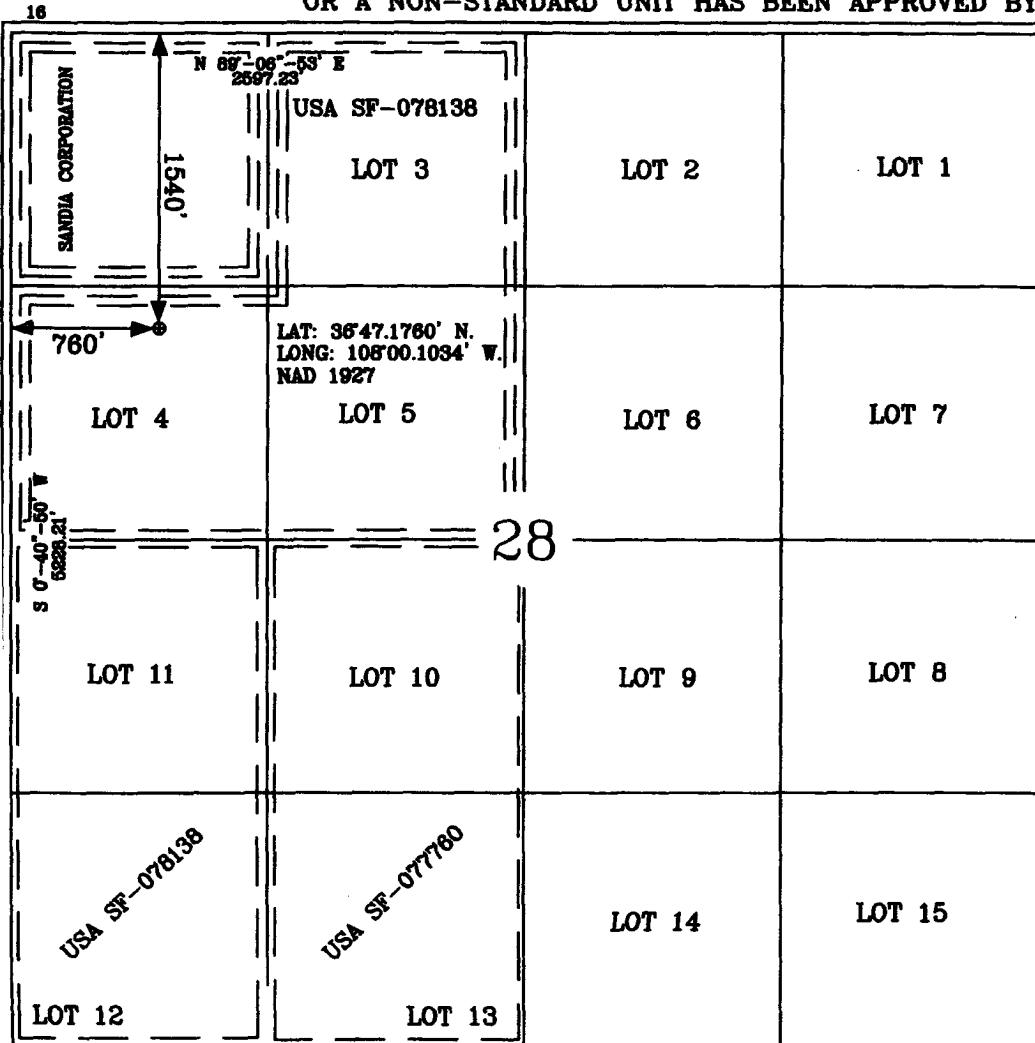 OR A NON-STANDARD UNIT HAS BEEN APPROVED BY
16
N 89°-06"-53' E
2597.23'
SANDIA CORPORATION
1540'
USA SF-078138
LOT 3
LOT 2
LOT 1
760'
LAT: 36°47.1760' N.
LONG: 108°00.1034' W.
NAD 1927
LOT 4
LOT 5
LOT 6
LOT 7
S 0°-40"-50' W
28
LOT 11
LOT 10
LOT 9
LOT 8
USA SF-078138
USA SF-077760
LOT 14
LOT 15
LOT 12
LOT 13